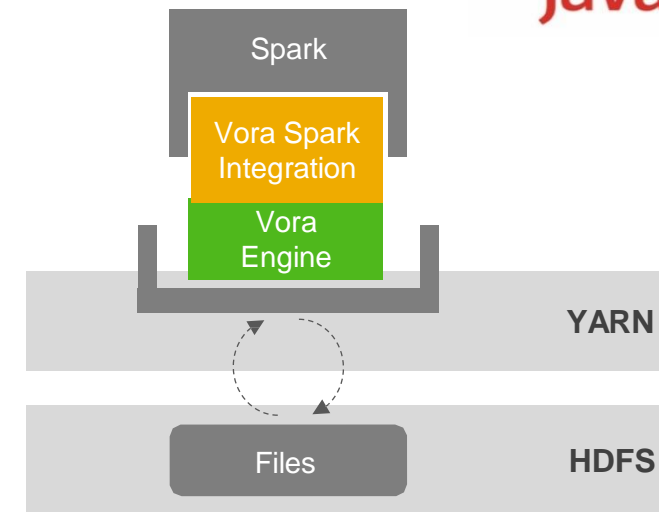 Spark
Vora Spark
Integration
Vora
Engine
YARN
Files
HDFS